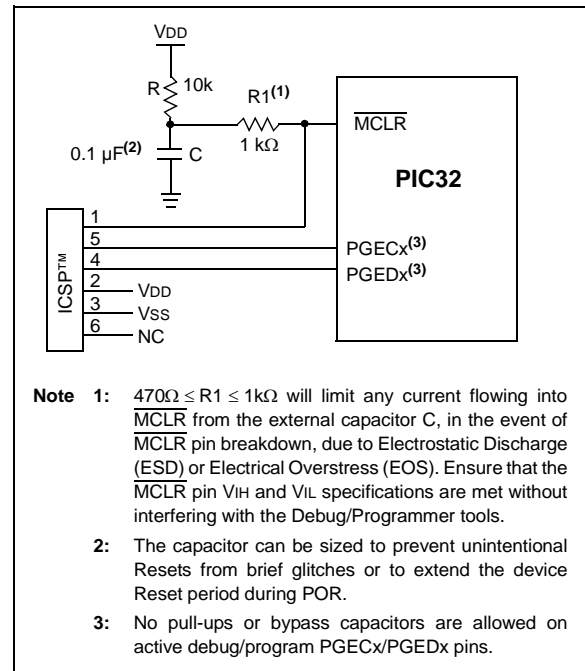 VDD
R 10k
R1(1)
0.1 µF(2) C
1 kΩ
MCLR
PIC32
1
5
4
2
3
6
ICSP™
PGECx(3)
PGEDx(3)
VDD
VSS
NC
Note 1: 470Ω ≤ R1 ≤ 1kΩ will limit any current flowing into
MCLR from the external capacitor C, in the event of
MCLR pin breakdown, due to Electrostatic Discharge
(ESD) or Electrical Overstress (EOS). Ensure that the
MCLR pin VIH and VIL specifications are met without
interfering with the Debug/Programmer tools.
2: The capacitor can be sized to prevent unintentional
Resets from brief glitches or to extend the device
Reset period during POR.
3: No pull-ups or bypass capacitors are allowed on
active debug/program PGECx/PGEDx pins.